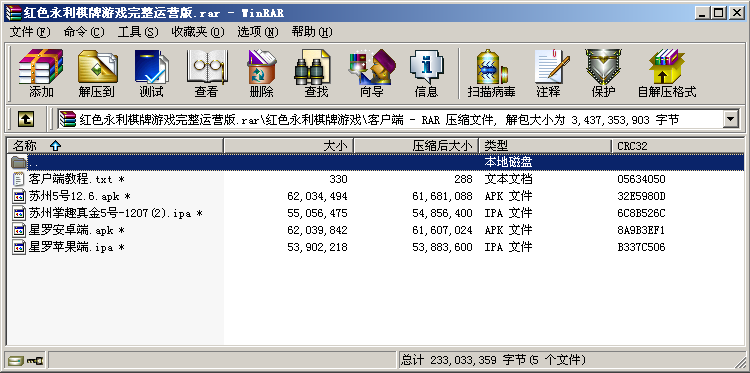 红色永利棋牌游戏完整运营版.rar - WinRAR
文件(F) 命令(C) 工具(S) 收藏夹(O) 选项(N) 帮助(H)
添加 解压到 测试 查看 删除 查找 向导 信息 扫描病毒 注释 保护 自解压格式
红色永利棋牌游戏完整运营版.rar\红色永利棋牌游戏\客户端 - RAR 压缩文件, 解包大小为 3,437,353,903 字节
名称 大小 压缩后大小 类型 CRC32
.. 本地磁盘
客户端教程.txt * 330 288 文本文档 05634050
苏州5号12.6.apk * 62,034,494 61,681,088 APK 文件 32E5980D
苏州掌趣真金5号-1207(2).ipa * 55,056,475 54,856,400 IPA 文件 6C8B526C
星罗安卓端.apk * 62,039,842 61,607,024 APK 文件 8A9B3EF1
星罗苹果端.ipa * 53,902,218 53,883,600 IPA 文件 B337C506
总计 233,033,359 字节(5 个文件)